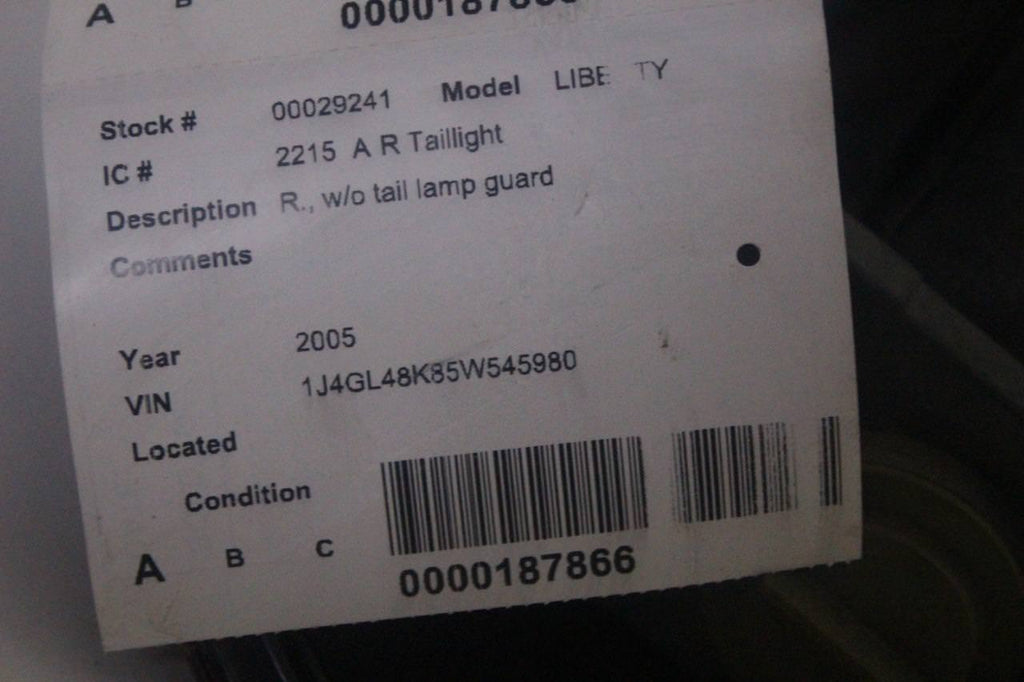 A B
Stock # 00029241 Model LIBE TY
IC # 2215 A R Taillight
Description R., w/o tail lamp guard
Comments
Year 2005
VIN 1J4GL48K85W545980
Located
Condition
A B C
0000187866